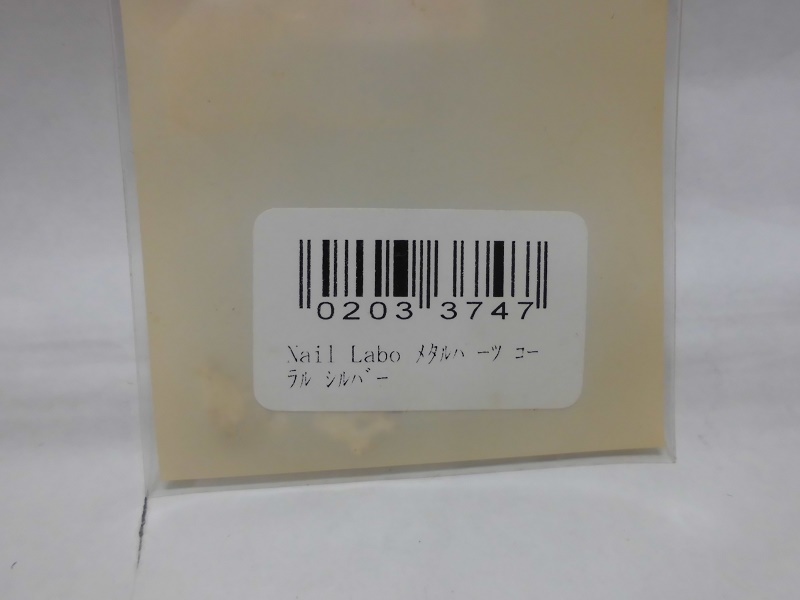 0203 3747
Nail Labo ﾒﾀﾙﾊ ｰﾂ ｺｰ
ﾗﾙ ｼﾙﾊﾞｰ